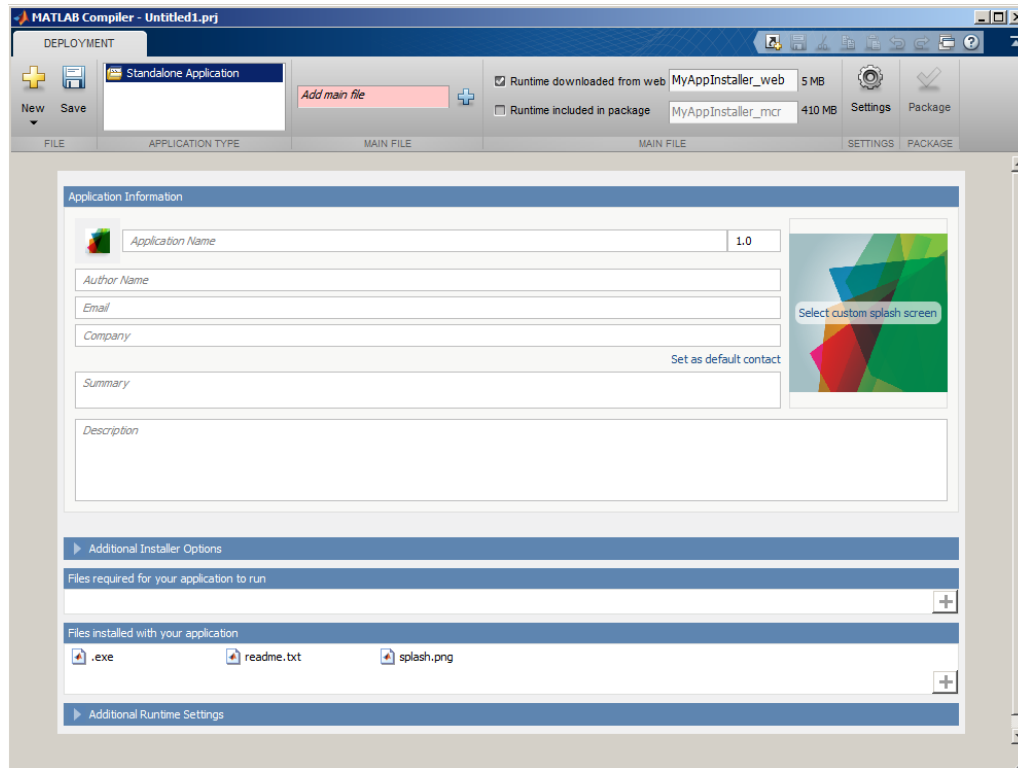 MATLAB Compiler - Untitled1.prj
DEPLOYMENT
New
Save
Standalone Application
Add main file
Runtime downloaded from web
MyAppInstaller_web
5 MB
Runtime included in package
MyAppInstaller_mcr
410 MB
Settings
Package
FILE
APPLICATION TYPE
MAIN FILE
MAIN FILE
SETTINGS
PACKAGE
Application Information
Application Name
1.0
Author Name
Email
Company
Select custom splash screen
Set as default contact
Summary
Description
Additional Installer Options
Files required for your application to run
Files installed with your application
.exe
readme.txt
splash.png
Additional Runtime Settings